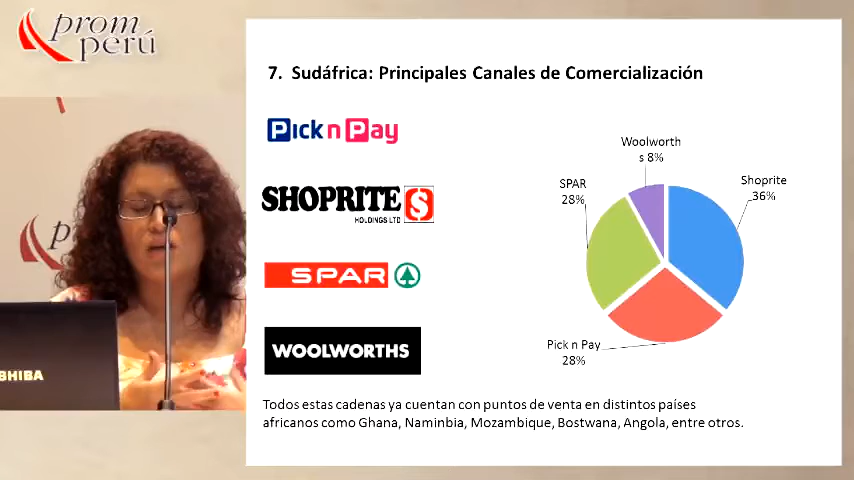 prom
perú
7. Sudáfrica: Principales Canales de Comercialización
Pick n Pay
SHOPRITE
HOLDINGS LTD
SPAR
WOOLWORTHS
Woolworth
s 8%
SPAR
28%
Shoprite
36%
Pick n Pay
28%
Todos estas cadenas ya cuentan con puntos de venta en distintos países
africanos como Ghana, Naminbia, Mozambique, Bostwana, Angola, entre otros.
SHIBA